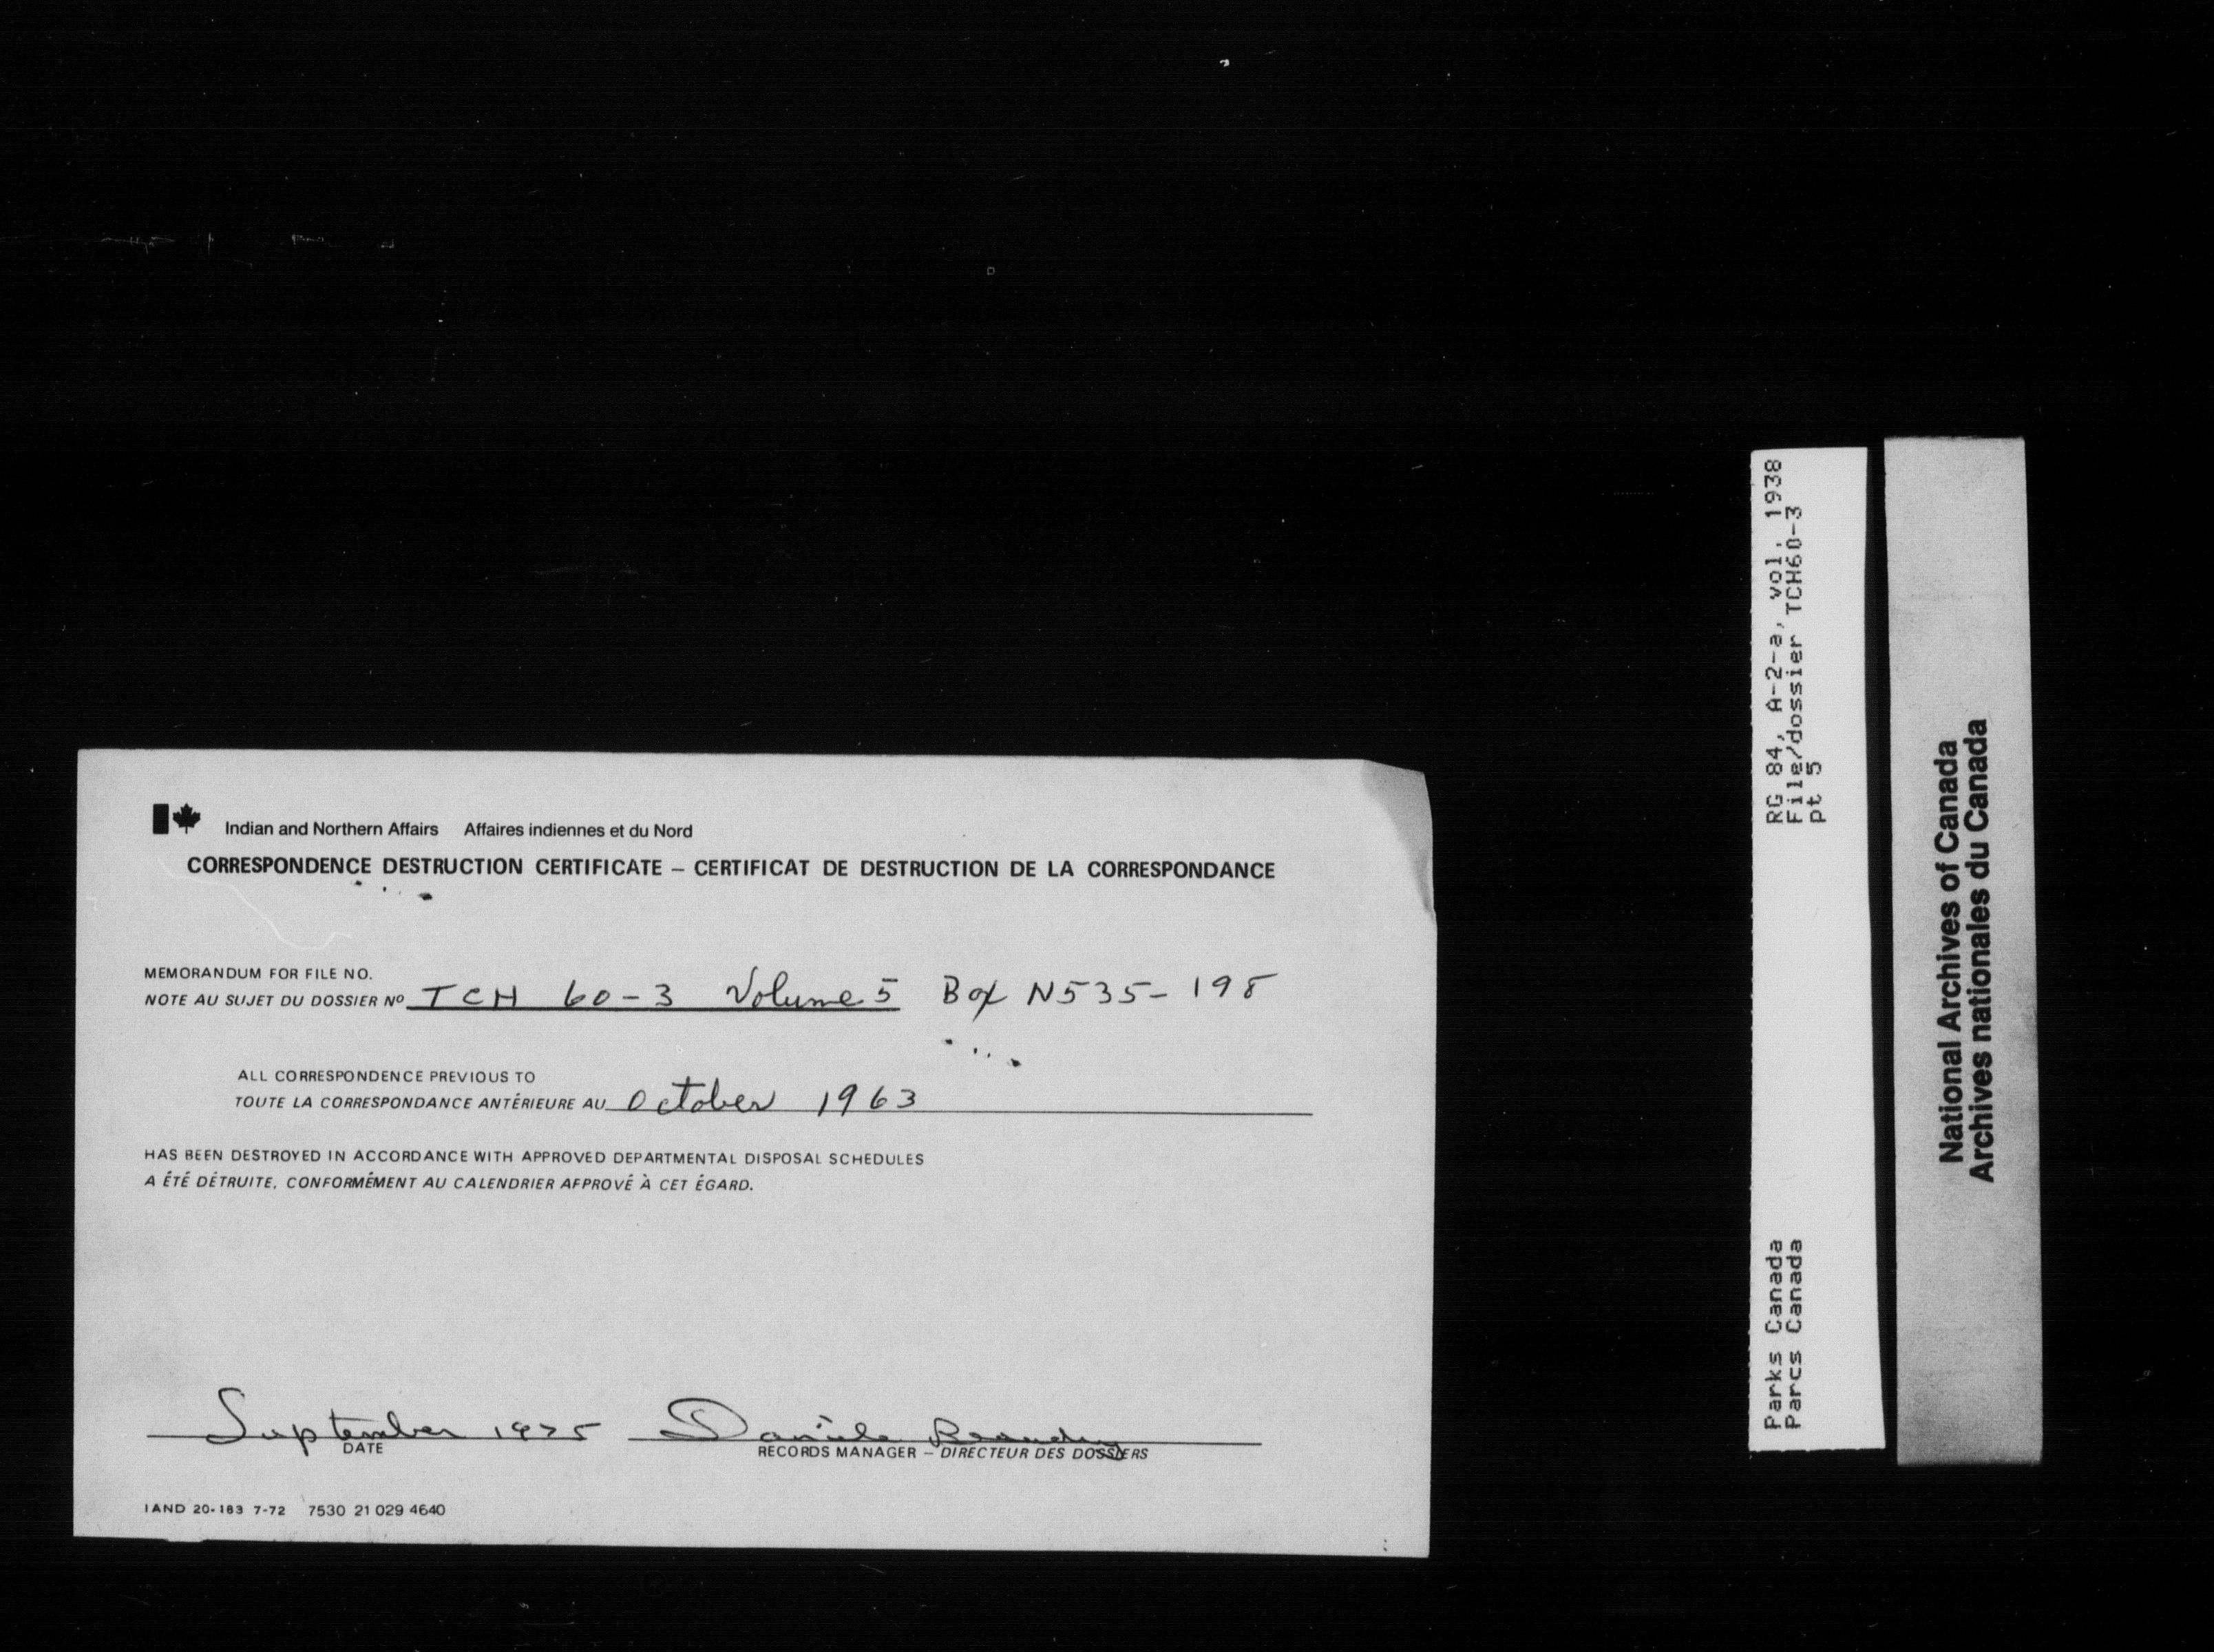 Indian and Northern Affairs Affaires indiennes et du Nord
CORRESPONDENCE DESTRUCTION CERTIFICATE – CERTIFICAT DE DESTRUCTION DE LA CORRESPONDANCE
MEMORANDUM FOR FILE NO.
NOTE AU SUJET DU DOSSIER Nº TCH 60-3 Volume 5 Box N535-198
ALL CORRESPONDENCE PREVIOUS TO
TOUTE LA CORRESPONDANCE ANTÉRIEURE AU October 1963
HAS BEEN DESTROYED IN ACCORDANCE WITH APPROVED DEPARTMENTAL DISPOSAL SCHEDULES
A ÉTÉ DÉTRUITE, CONFORMÉMENT AU CALENDRIER APPROVÉ À CET ÉGARD.
September 1975 Danièle Beaudry
DATE RECORDS MANAGER – DIRECTEUR DES DOSSIERS
IAND 20-183 7-72 7530 21 029 4640
RG 84, A-2-a, vol. 1938
File/dossier TCH60-3
pt 5
Parks Canada
Parcs Canada
National Archives of Canada
Archives nationales du Canada